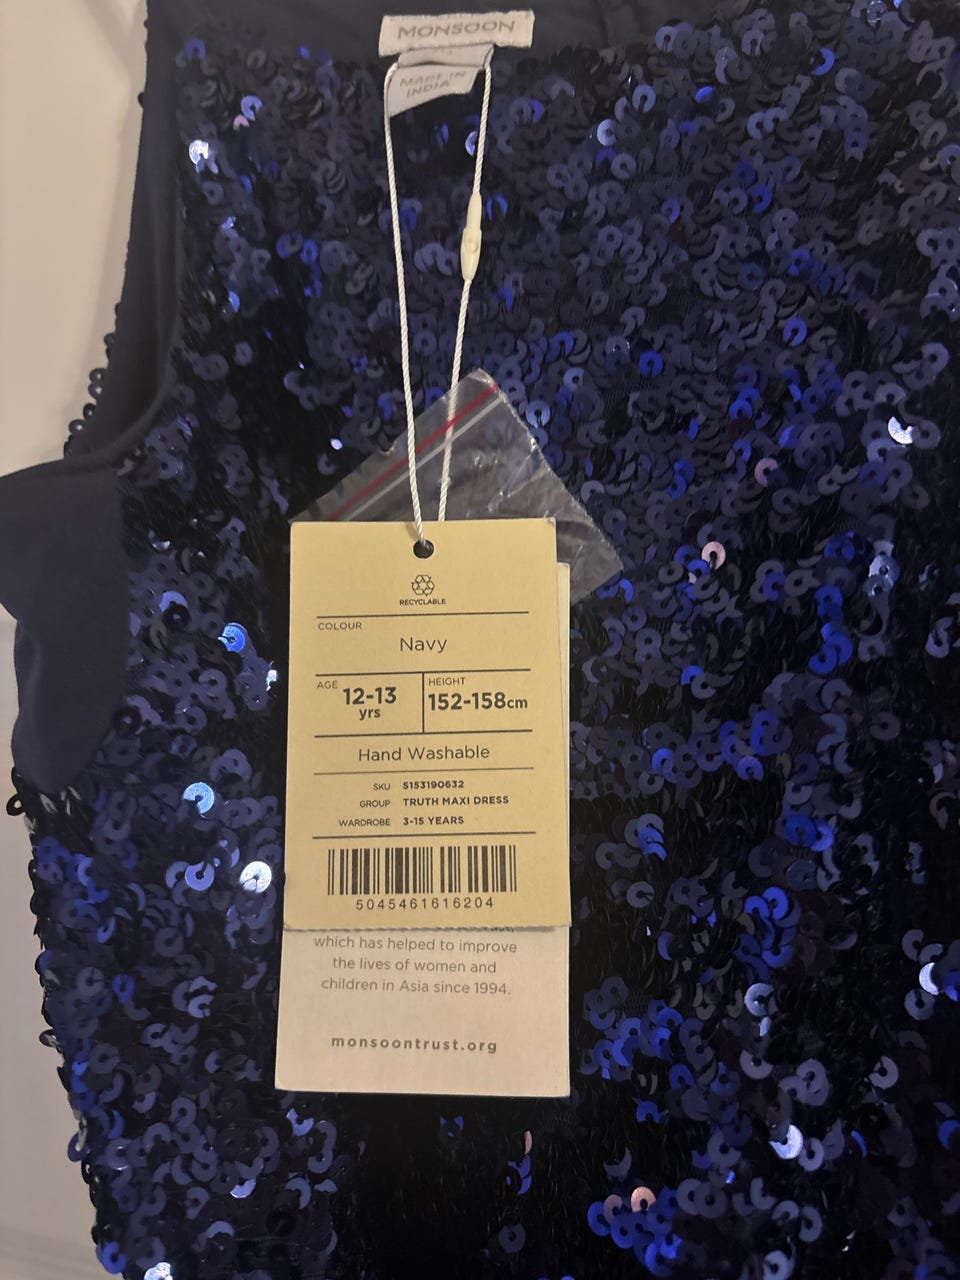 MONSOON
MADE IN
INDIA
RECYCLABLE
COLOUR
Navy
AGE
12-13
yrs
HEIGHT
152-158cm
Hand Washable
SKU 5153190632
GROUP TRUTH MAXI DRESS
WARDROBE 3-15 YEARS
5045461616204
which has helped to improve
the lives of women and
children in Asia since 1994.
monsoontrust.org